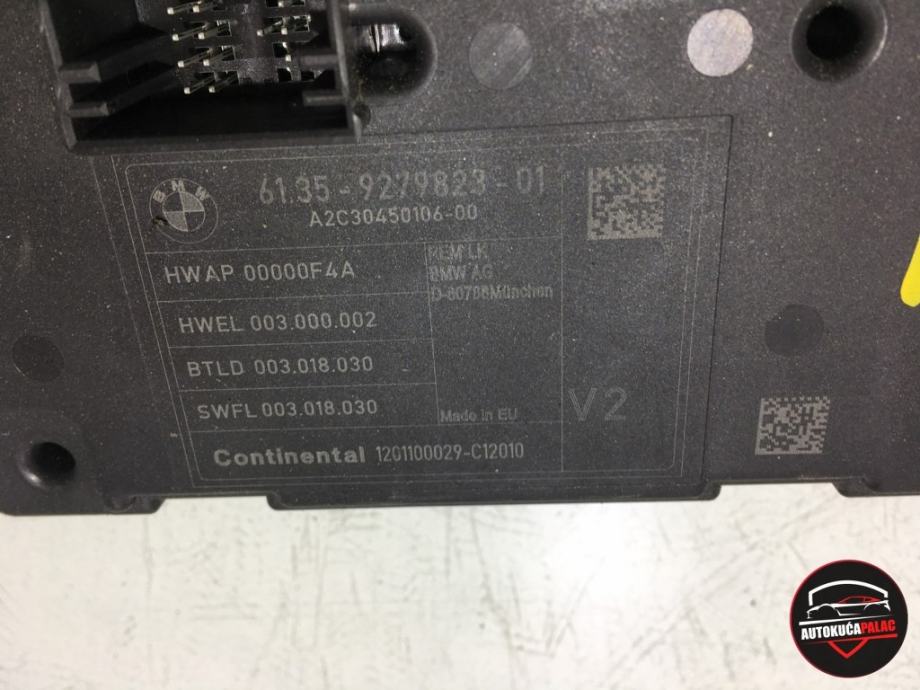 BMW
61.35-9279823-01
A2C30450106-00
HWAP 00000F4A
REM LK
BMW AG
D-80788München
HWEL 003.000.002
BTLD 003.018.030
SWFL 003.018.030
Made in EU
V2
Continental 1201100029-C12010
AUTOKUĆAPALAC